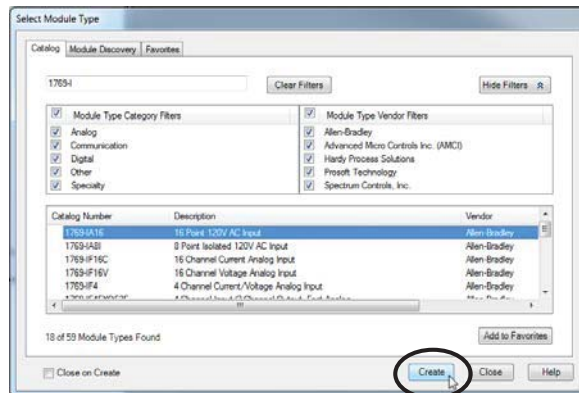 Select Module Type
Catalog Module Discovery Favorites
1769-I Clear Filters Hide Filters
Module Type Category Filters Module Type Vendor Filters
Analog Allen-Bradley
Communication Advanced Micro Controls Inc. (AMCI)
Digital Hardy Process Solutions
Other Prosoft Technology
Specialty Spectrum Controls, Inc.
Catalog Number Description Vendor
1769-IA16 16 Point 120V AC Input Allen-Bradley
1769-IA8I 8 Point Isolated 120V AC Input Allen-Bradley
1769-IF16C 16 Channel Current Analog Input Allen-Bradley
1769-IF16V 16 Channel Voltage Analog Input Allen-Bradley
1769-IF4 4 Channel Current/Voltage Analog Input Allen-Bradley
18 of 59 Module Types Found Add to Favorites
Close on Create Create Close Help